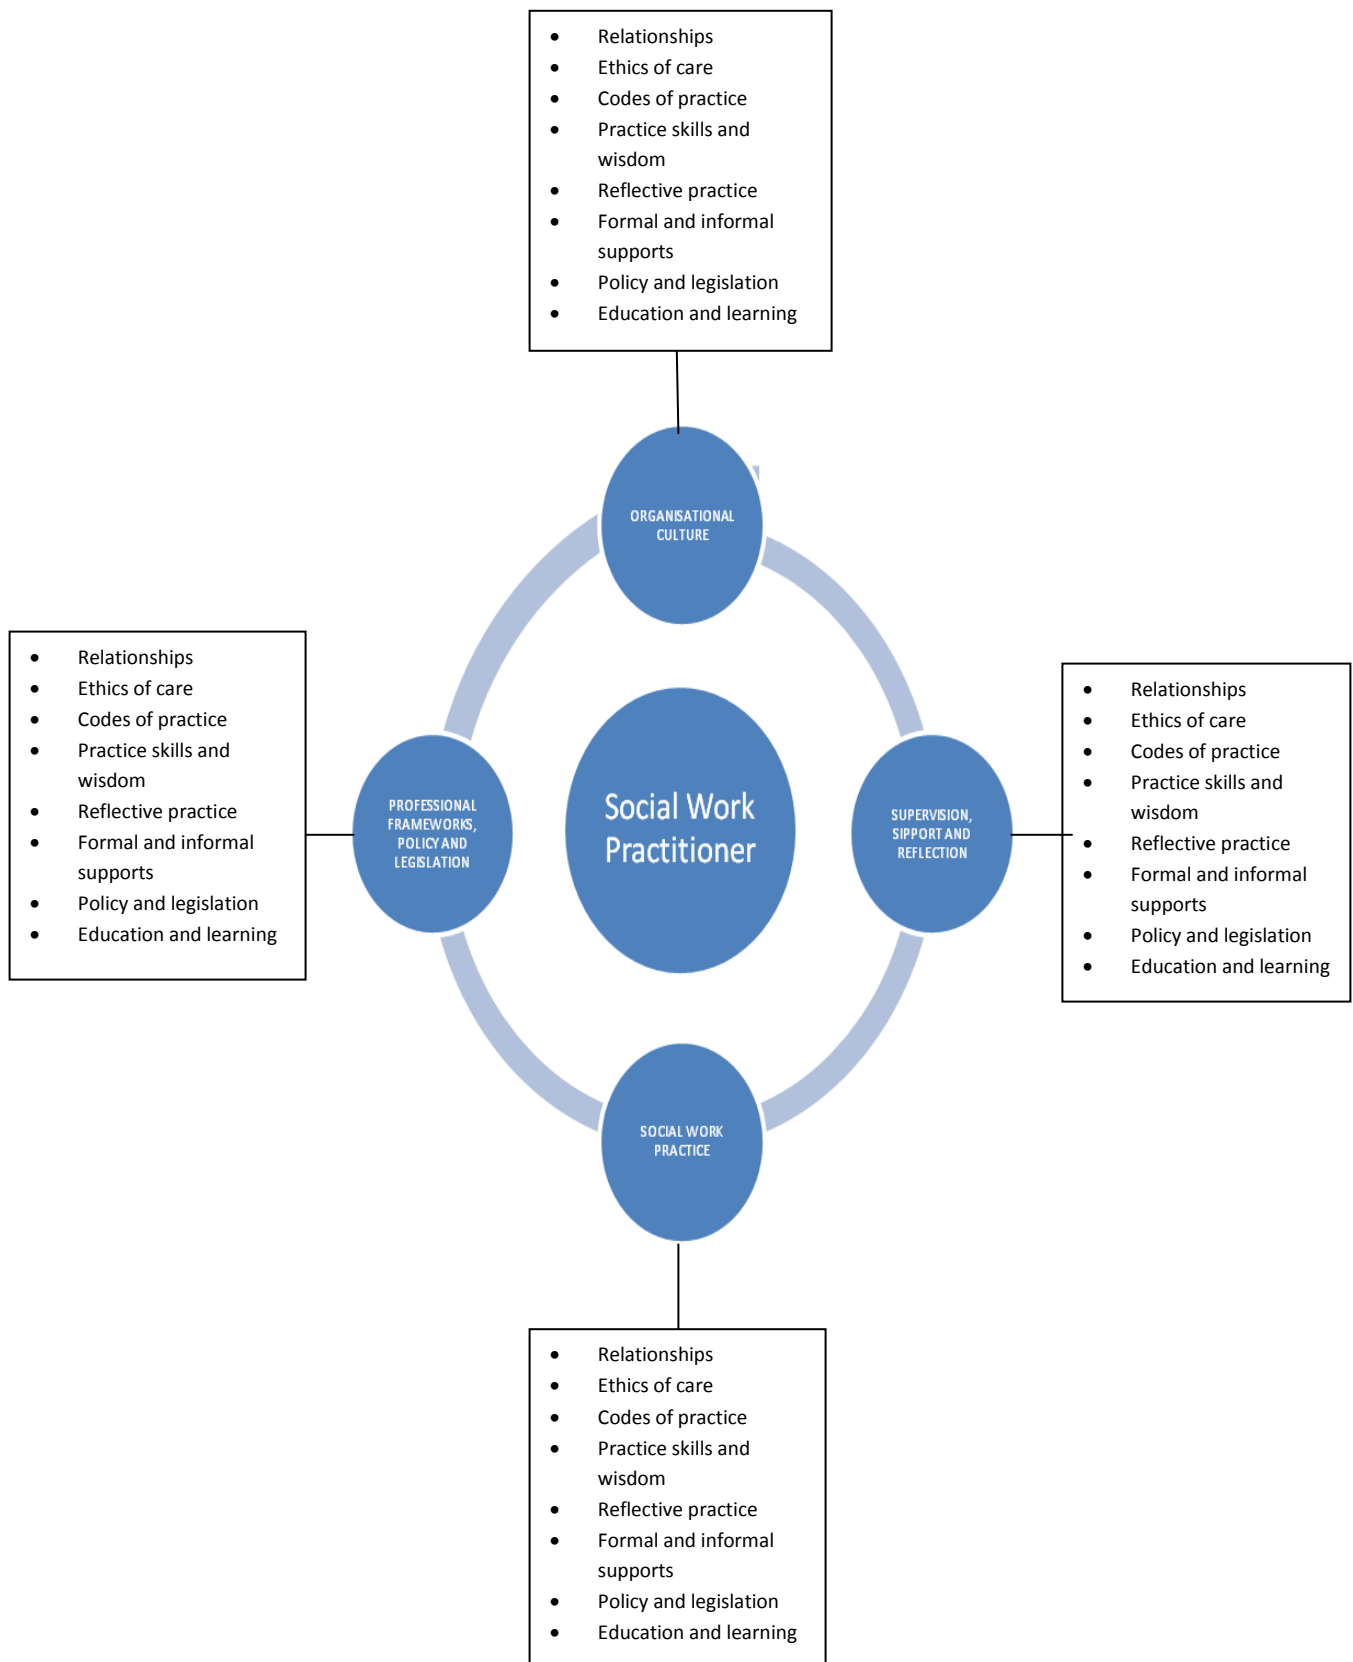 Relationships
Ethics of care
Codes of practice
Practice skills and
wisdom
Reflective practice
Formal and informal
supports
Policy and legislation
Education and learning
ORGANISATIONAL
CULTURE
Relationships
Ethics of care
Codes of practice
Practice skills and
wisdom
Reflective practice
Formal and informal
supports
Policy and legislation
Education and learning
PROFESSIONAL
FRAMEWORKS,
POLICY AND
LEGISLATION
Social Work
Practitioner
SUPERVISION,
SIPPORT AND
REFLECTION
Relationships
Ethics of care
Codes of practice
Practice skills and
wisdom
Reflective practice
Formal and informal
supports
Policy and legislation
Education and learning
SOCIAL WORK
PRACTICE
Relationships
Ethics of care
Codes of practice
Practice skills and
wisdom
Reflective practice
Formal and informal
supports
Policy and legislation
Education and learning